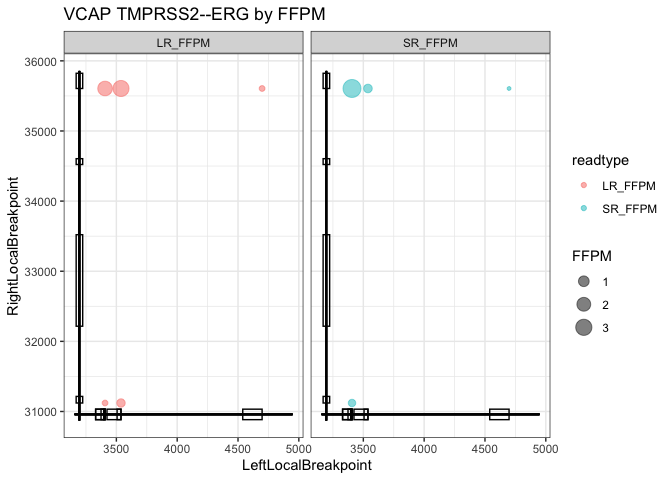 VCAP TMPRSS2--ERG by FFPM
LR_FFPM
SR_FFPM
36000
35000
34000
33000
32000
31000
RightLocalBreakpoint
3500
4000
4500
5000
3500
4000
4500
5000
LeftLocalBreakpoint
readtype
LR_FFPM
SR_FFPM
FFPM
1
2
3